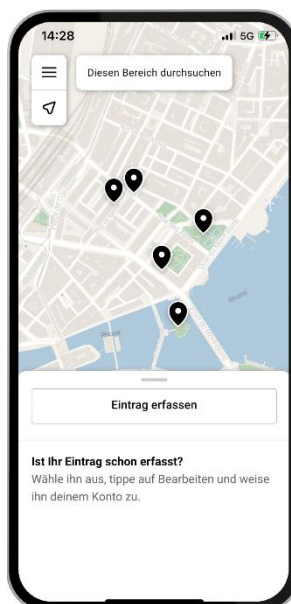 14:28
5G
Diesen Bereich durchsuchen
Rhone
Rhone
Eintrag erfassen
Ist Ihr Eintrag schon erfasst?
Wähle ihn aus, tippe auf Bearbeiten und weise
ihn deinem Konto zu.